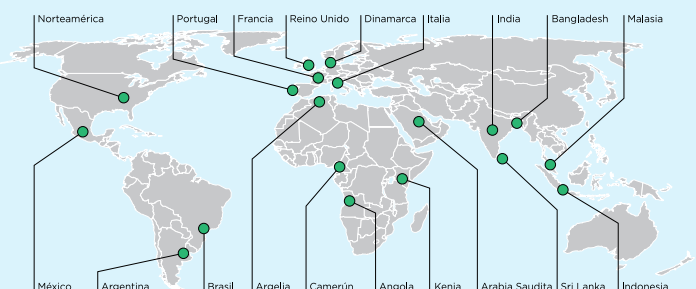 Norteamérica
Portugal
Francia
Reino Unido
Dinamarca
Italia
India
Bangladesh
Malasia
México
Argentina
Brasil
Argelia
Camerún
Angola
Kenia
Arabia Saudita
Sri Lanka
Indonesia